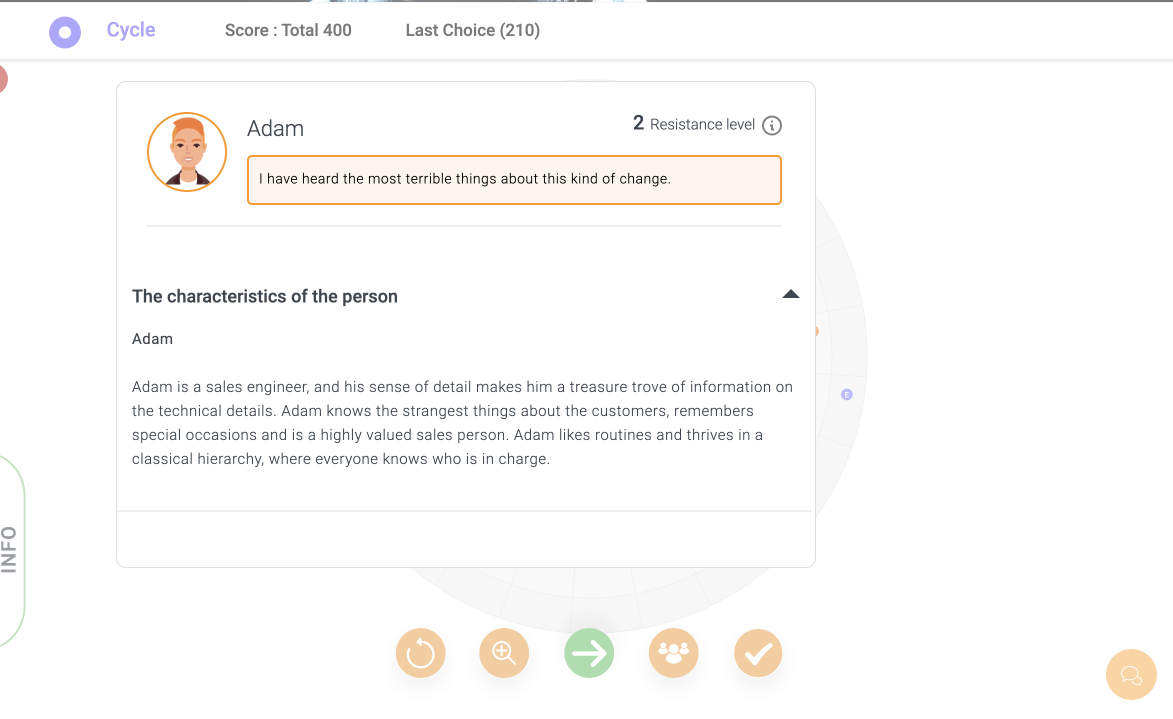 Cycle
Score : Total 400
Last Choice (210)
Adam
2 Resistance level
I have heard the most terrible things about this kind of change.
The characteristics of the person
Adam
Adam is a sales engineer, and his sense of detail makes him a treasure trove of information on
the technical details. Adam knows the strangest things about the customers, remembers
special occasions and is a highly valued sales person. Adam likes routines and thrives in a
classical hierarchy, where everyone knows who is in charge.
E
INFO